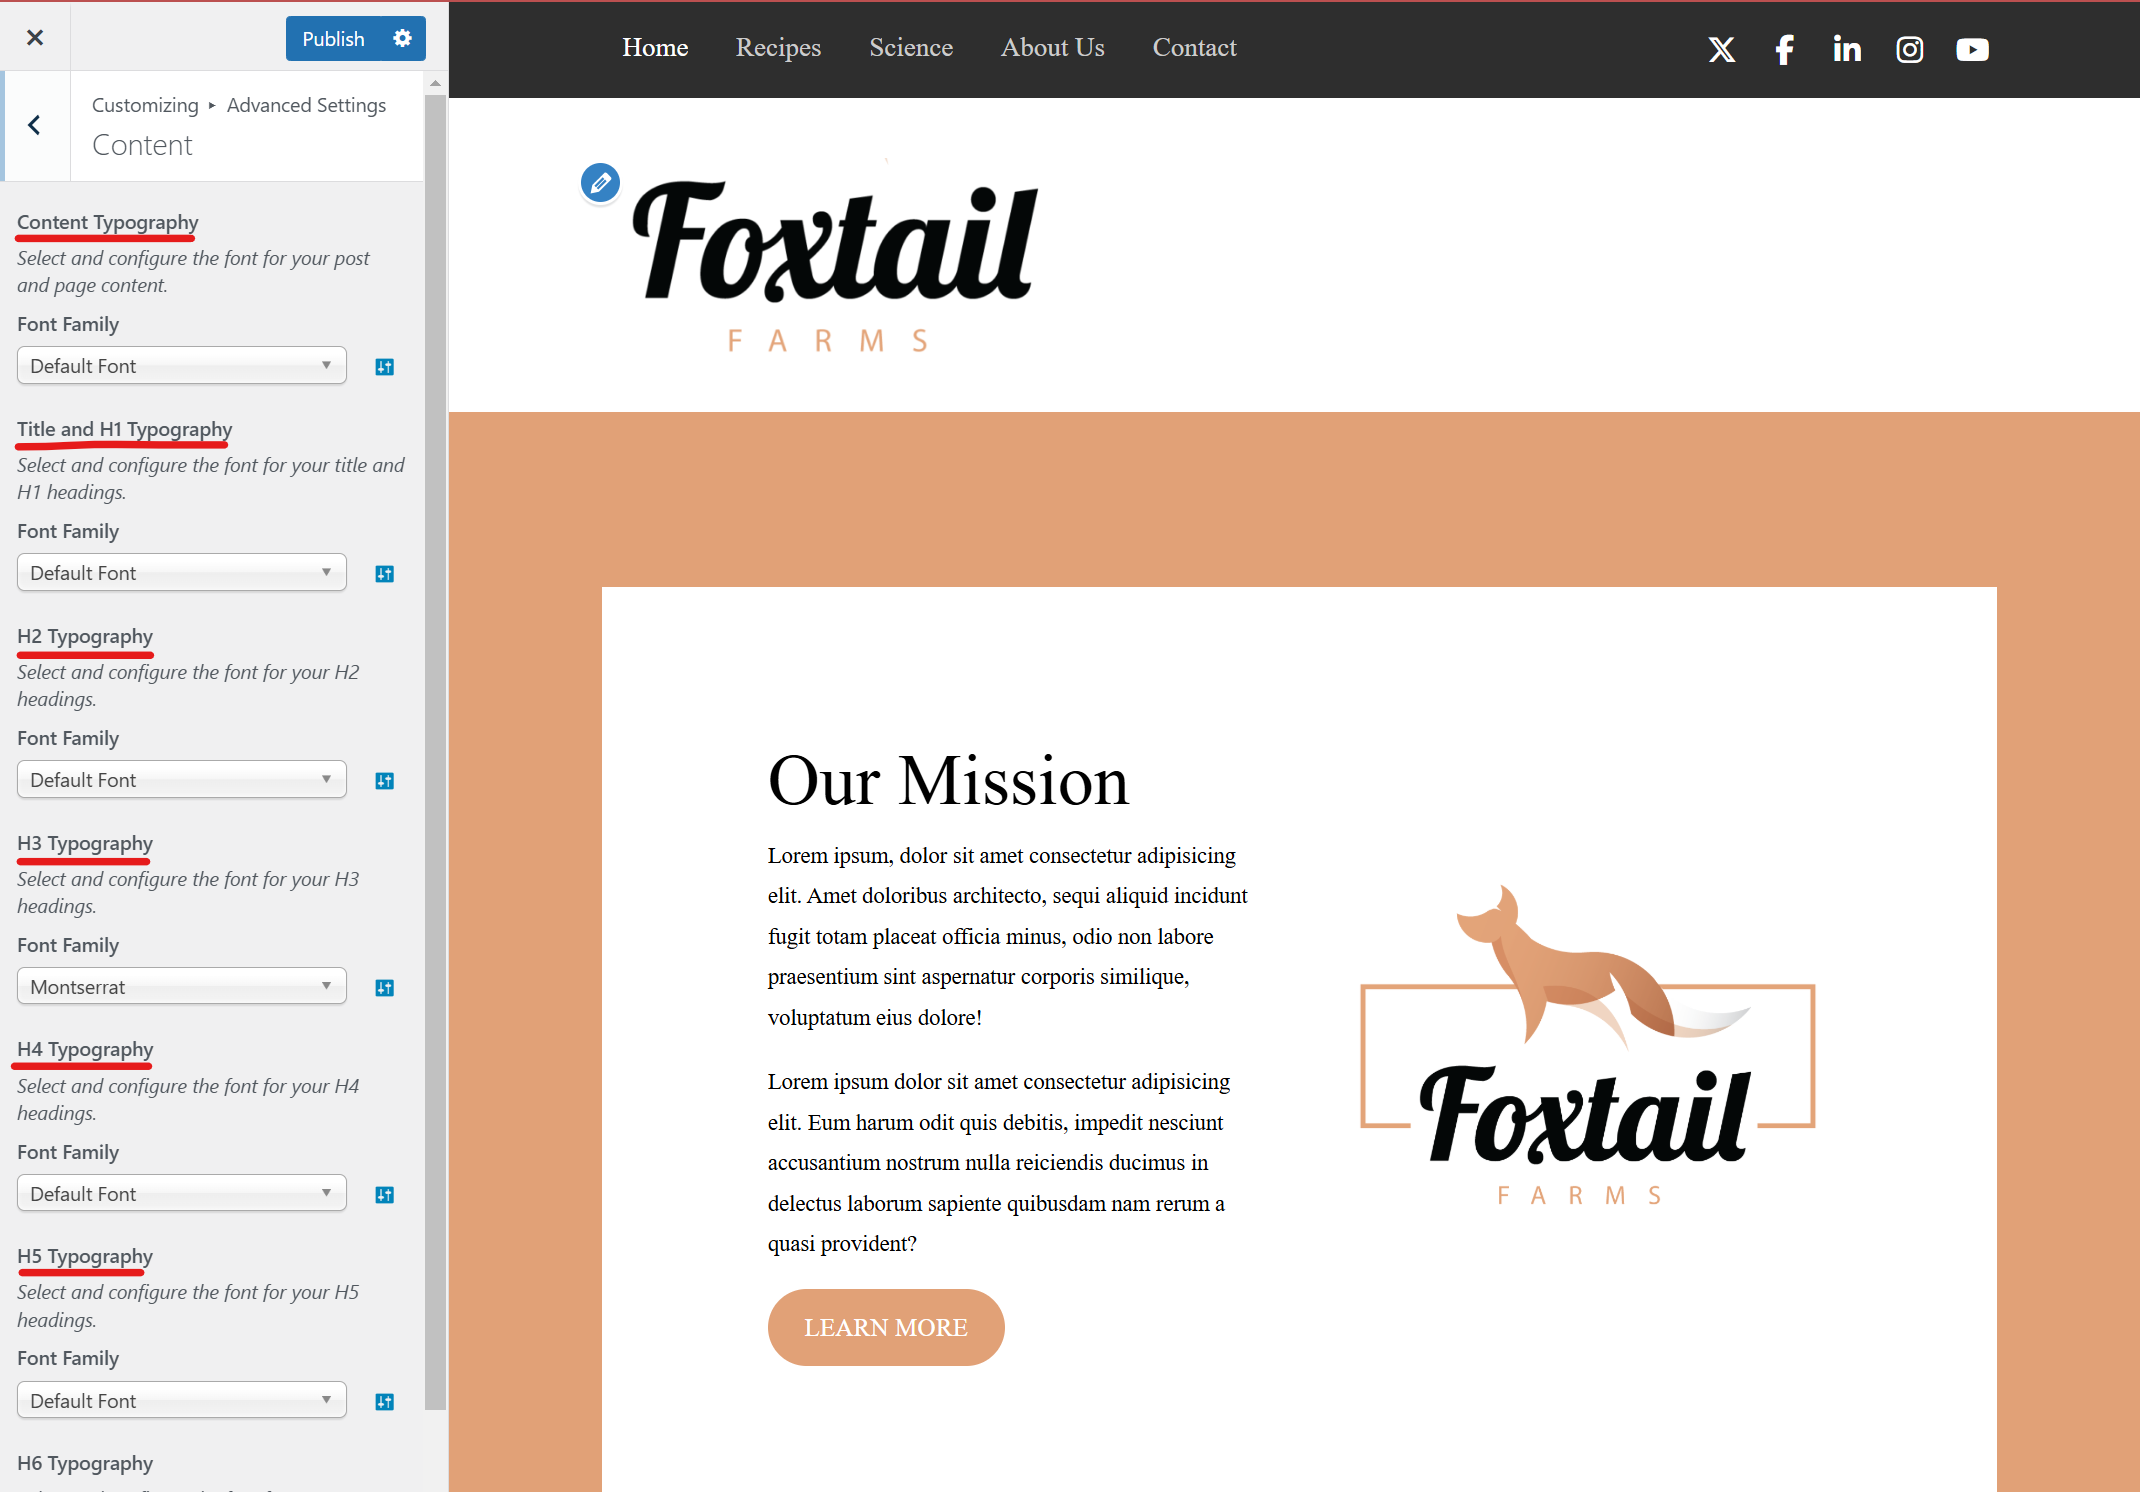 Publish
Customizing ▸ Advanced Settings
Content
Content Typography
Select and configure the font for your post
and page content.
Font Family
Default Font
Title and H1 Typography
Select and configure the font for your title and
H1 headings.
Font Family
Default Font
H2 Typography
Select and configure the font for your H2
headings.
Font Family
Default Font
H3 Typography
Select and configure the font for your H3
headings.
Font Family
Montserrat
H4 Typography
Select and configure the font for your H4
headings.
Font Family
Default Font
H5 Typography
Select and configure the font for your H5
headings.
Font Family
Default Font
H6 Typography
Home Recipes Science About Us Contact
Foxtail
FARMS
Our Mission
Lorem ipsum, dolor sit amet consectetur adipisicing
elit. Amet doloribus architecto, sequi aliquid incidunt
fugit totam placeat officia minus, odio non labore
praesentium sint aspernatur corporis similique,
voluptatum eius dolore!
Lorem ipsum dolor sit amet consectetur adipisicing
elit. Eum harum odit quis debitis, impedit nesciunt
accusantium nostrum nulla reiciendis ducimus in
delectus laborum sapiente quibusdam nam rerum a
quasi provident?
LEARN MORE
Foxtail
FARMS